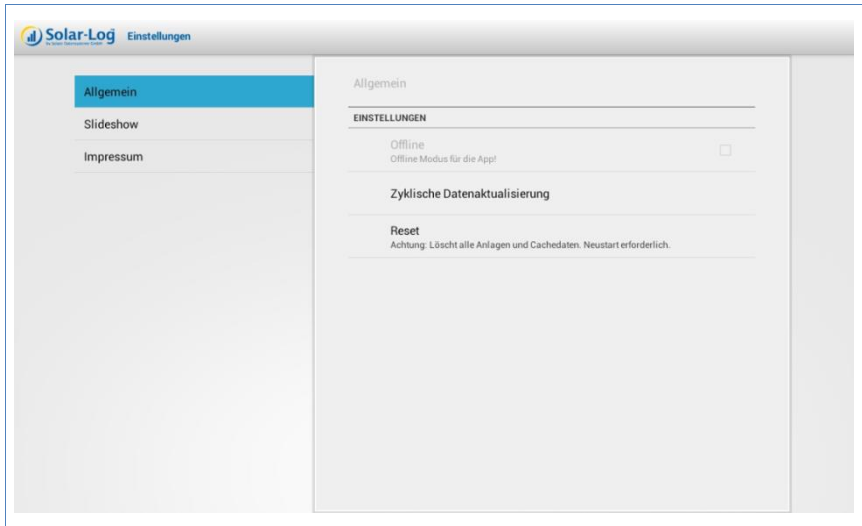 Solar-Log Einstellungen
Allgemein
Slideshow
Impressum
Allgemein
EINSTELLUNGEN
Offline
Offline Modus für die App!
Zyklische Datenaktualisierung
Reset
Achtung: Löscht alle Anlagen und Cachedaten. Neustart erforderlich.